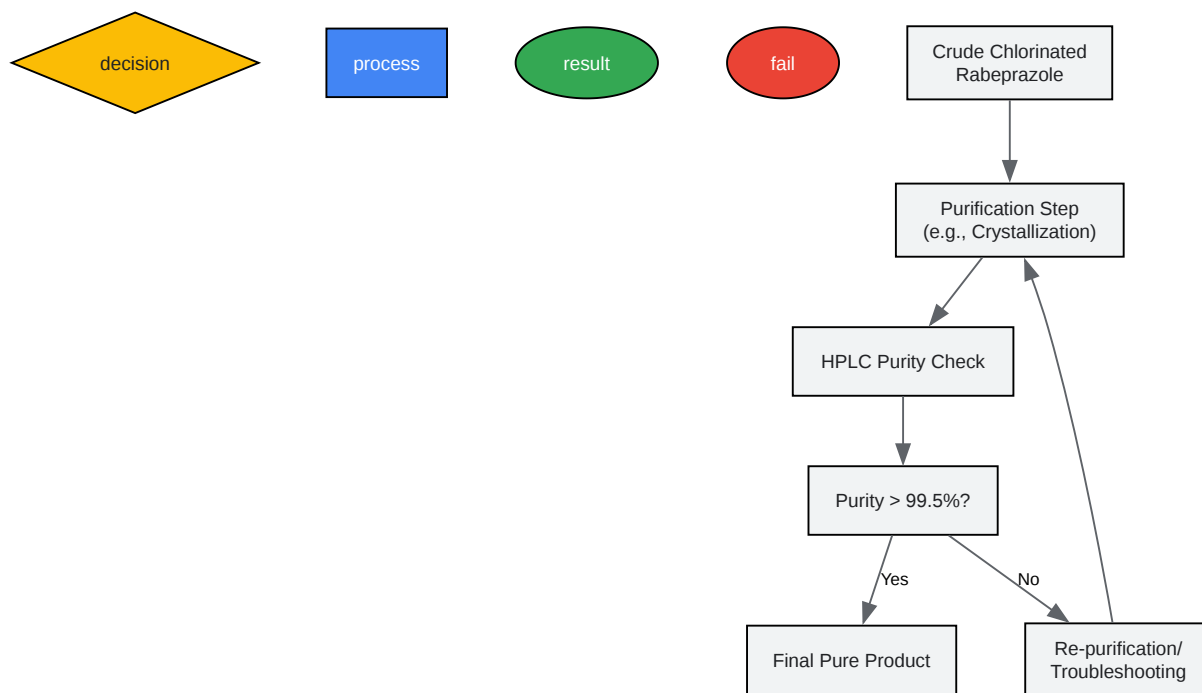 decision
process
result
fail
Crude Chlorinated
Rabeprazole
Purification Step
(e.g., Crystallization)
HPLC Purity Check
Purity > 99.5%?
Yes
No
Final Pure Product
Re-purification/
Troubleshooting